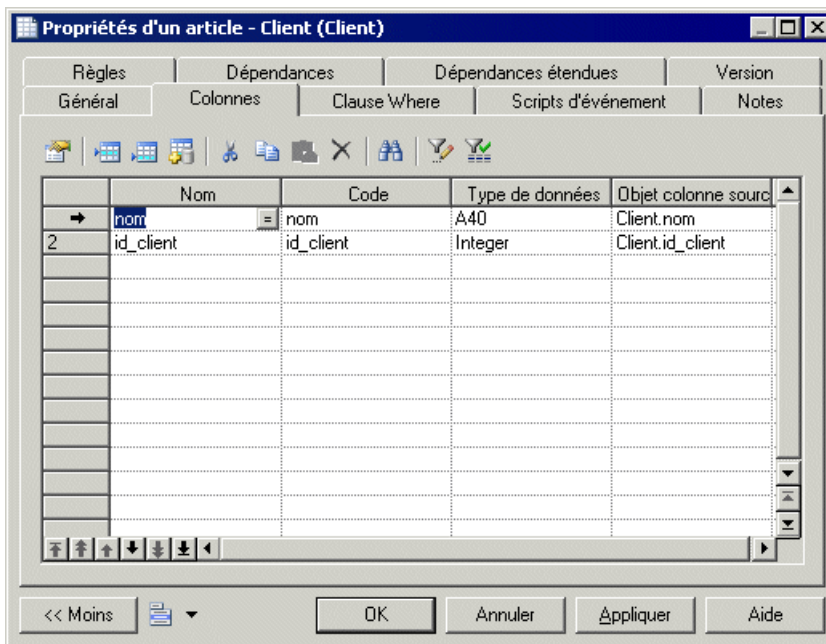 Propriétés d'un article - Client (Client)
Règles Dépendances Dépendances étendues Version
Général Colonnes Clause Where Scripts d'événement Notes
Nom Code Type de données Objet colonne sourc
nom = nom A40 Client.nom
2 id_client id_client Integer Client.id_client
<< Moins OK Annuler Appliquer Aide